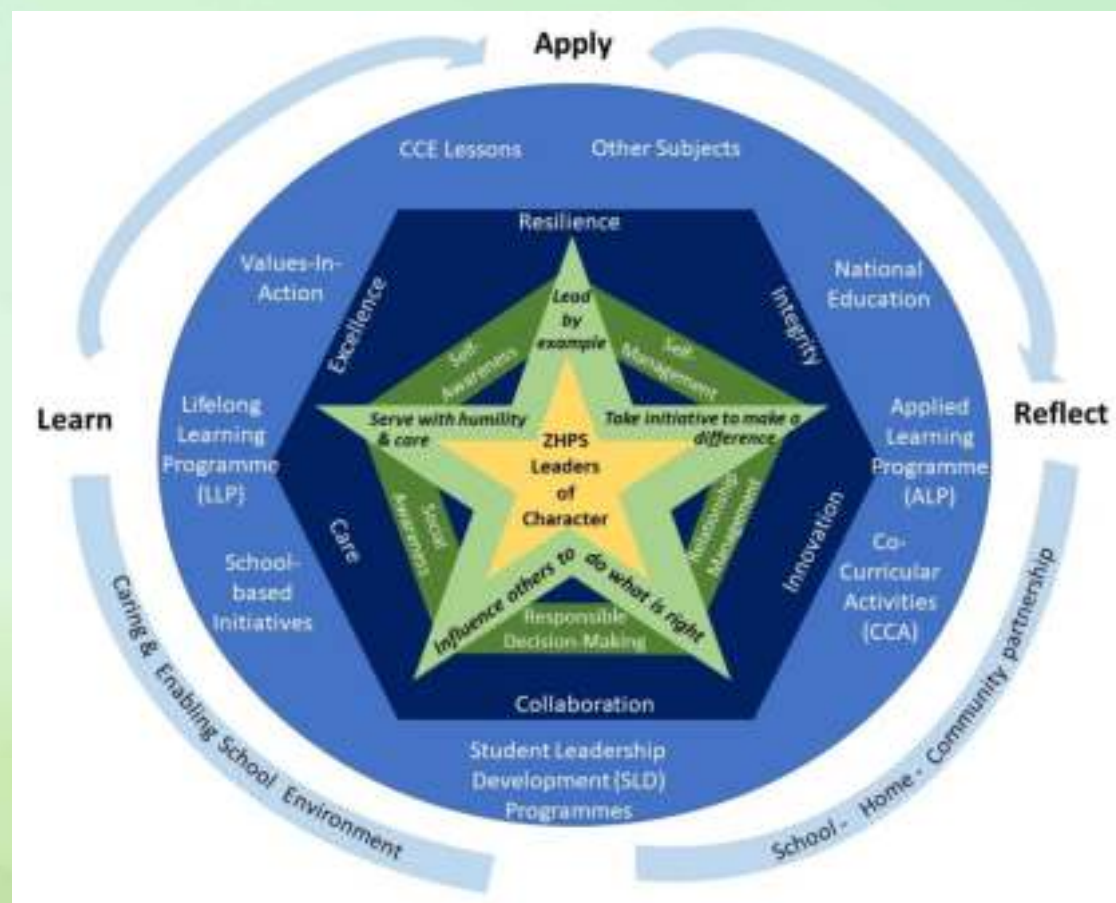 Apply
CCE Lessons
Other Subjects
Resilience
Values-In-
Action
National
Education
Excellence
Integrity
Lead
by
example
Self-
Awareness
Self-
Management
Learn
Reflect
Lifelong
Learning
Programme
(LLP)
Serve with humility
& care
Take initiative to make a
difference
Applied
Learning
Programme
(ALP)
ZHPS
Leaders
of
Character
Social
Awareness
Relationship
Management
Care
Innovation
School-
based
Initiatives
Co-
Curricular
Activities
(CCA)
Influence others to
do what is right
Responsible
Decision-Making
Collaboration
Student Leadership
Development (SLD)
Programmes
Caring & Enabling School Environment
School - Home - Community partnership